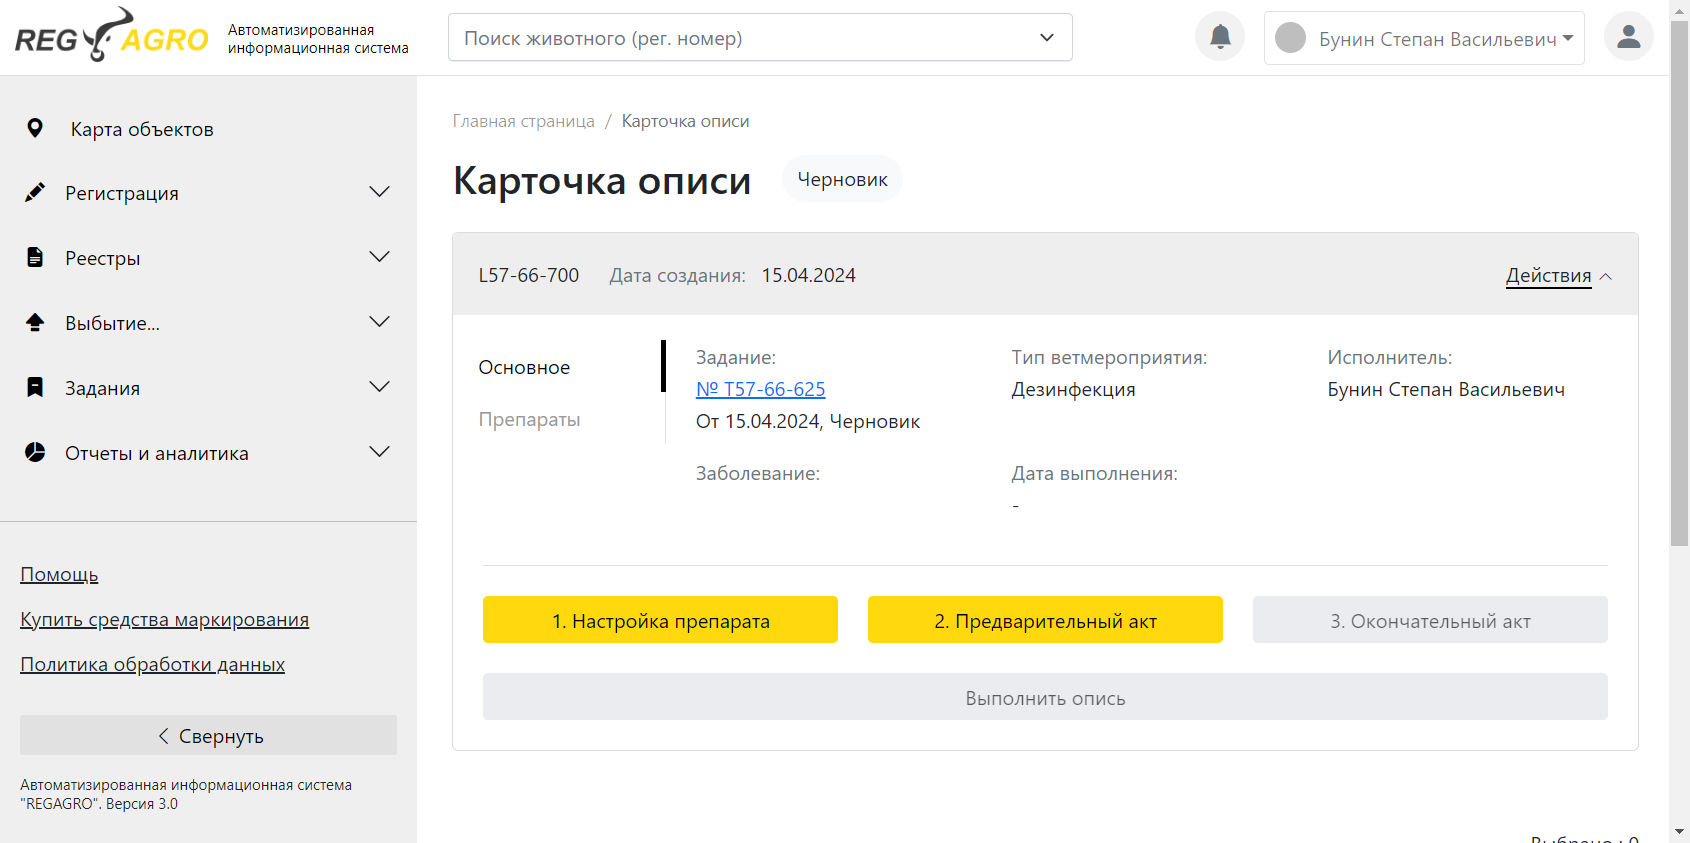 REG AGRO
Автоматизированная
информационная система
Поиск животного (рег. номер)
Бунин Степан Васильевич
Карта объектов
Регистрация
Реестры
Выбытие...
Задания
Отчеты и аналитика
Помощь
Купить средства маркирования
Политика обработки данных
Свернуть
Автоматизированная информационная система
"REGAGRO". Версия 3.0
Главная страница / Карточка описи
Карточка описи
Черновик
L57-66-700 Дата создания: 15.04.2024
Действия
Основное
Препараты
Задание:
№ T57-66-625
От 15.04.2024, Черновик
Тип ветмероприятия:
Дезинфекция
Исполнитель:
Бунин Степан Васильевич
Заболевание:
Дата выполнения:
-
1. Настройка препарата
2. Предварительный акт
3. Окончательный акт
Выполнить опись
Выбрано : 0